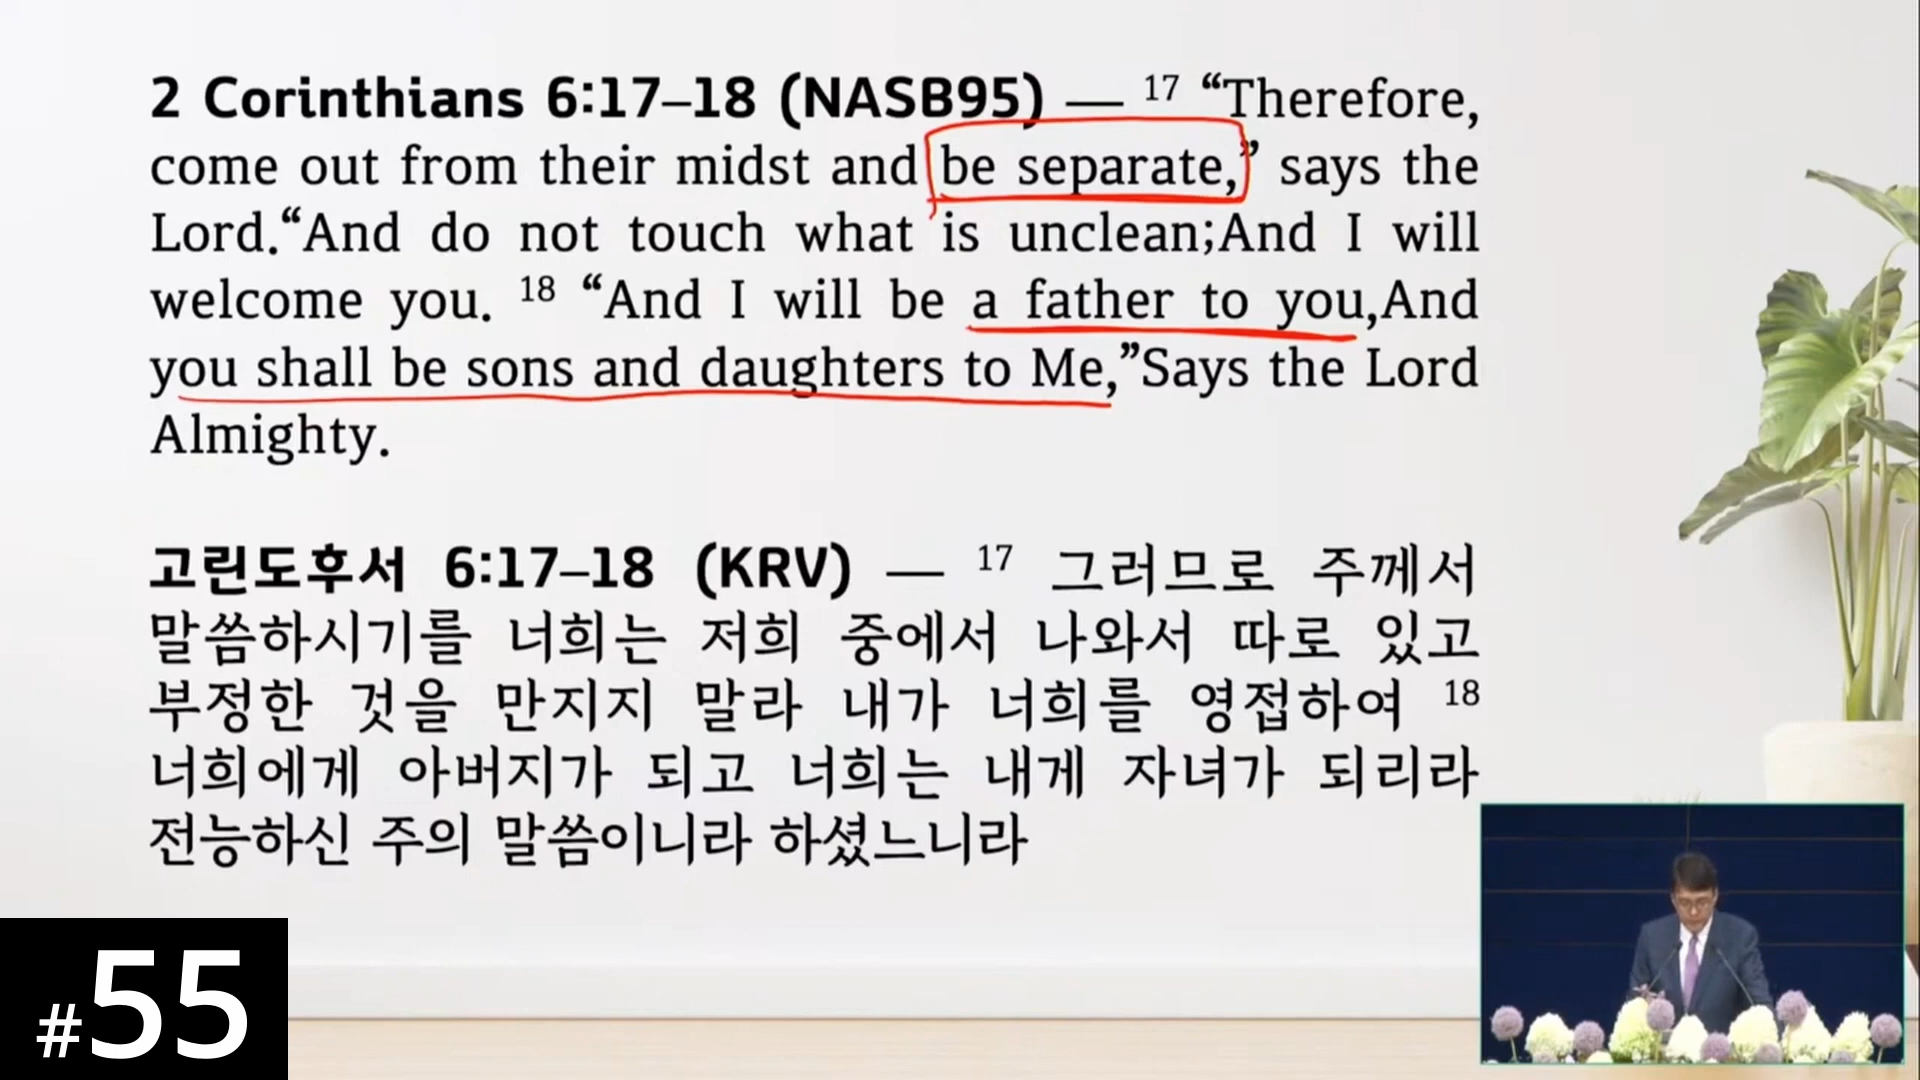 2 Corinthians 6:17–18 (NASB95) — 17 “Therefore,
come out from their midst and be separate,” says the
Lord.“And do not touch what is unclean;And I will
welcome you. 18 “And I will be a father to you,And
you shall be sons and daughters to Me,”Says the Lord
Almighty.
고린도후서 6:17–18 (KRV) — 17 그러므로 주께서
말씀하시기를 너희는 저희 중에서 나와서 따로 있고
부정한 것을 만지지 말라 내가 너희를 영접하여 18
너희에게 아버지가 되고 너희는 내게 자녀가 되리라
전능하신 주의 말씀이니라 하셨느니라
#55